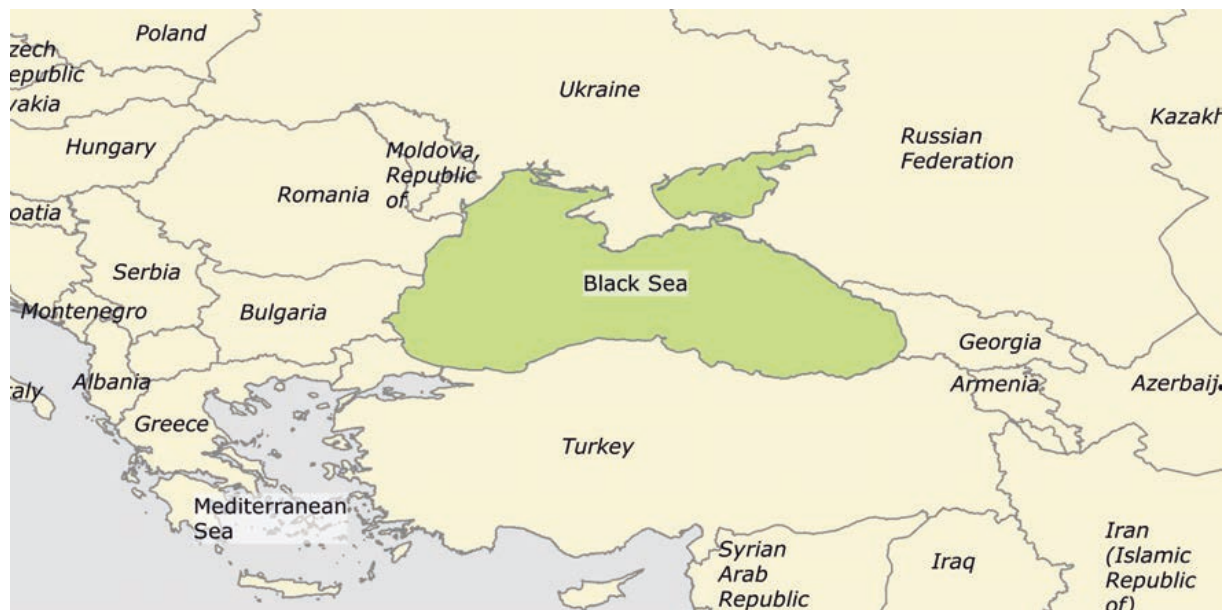 Poland
zech
epublic
vakia
Ukraine
Kazakh
Hungary
Moldova,
Republic
of
Russian
Federation
Romania
oatia
Serbia
Black Sea
Montenegro
Bulgaria
Georgia
Albania
Armenia
Azerbaij
aly
Greece
Turkey
Mediterranean
Sea
Syrian
Arab
Republic
Iraq
Iran
(Islamic
Republic
of)